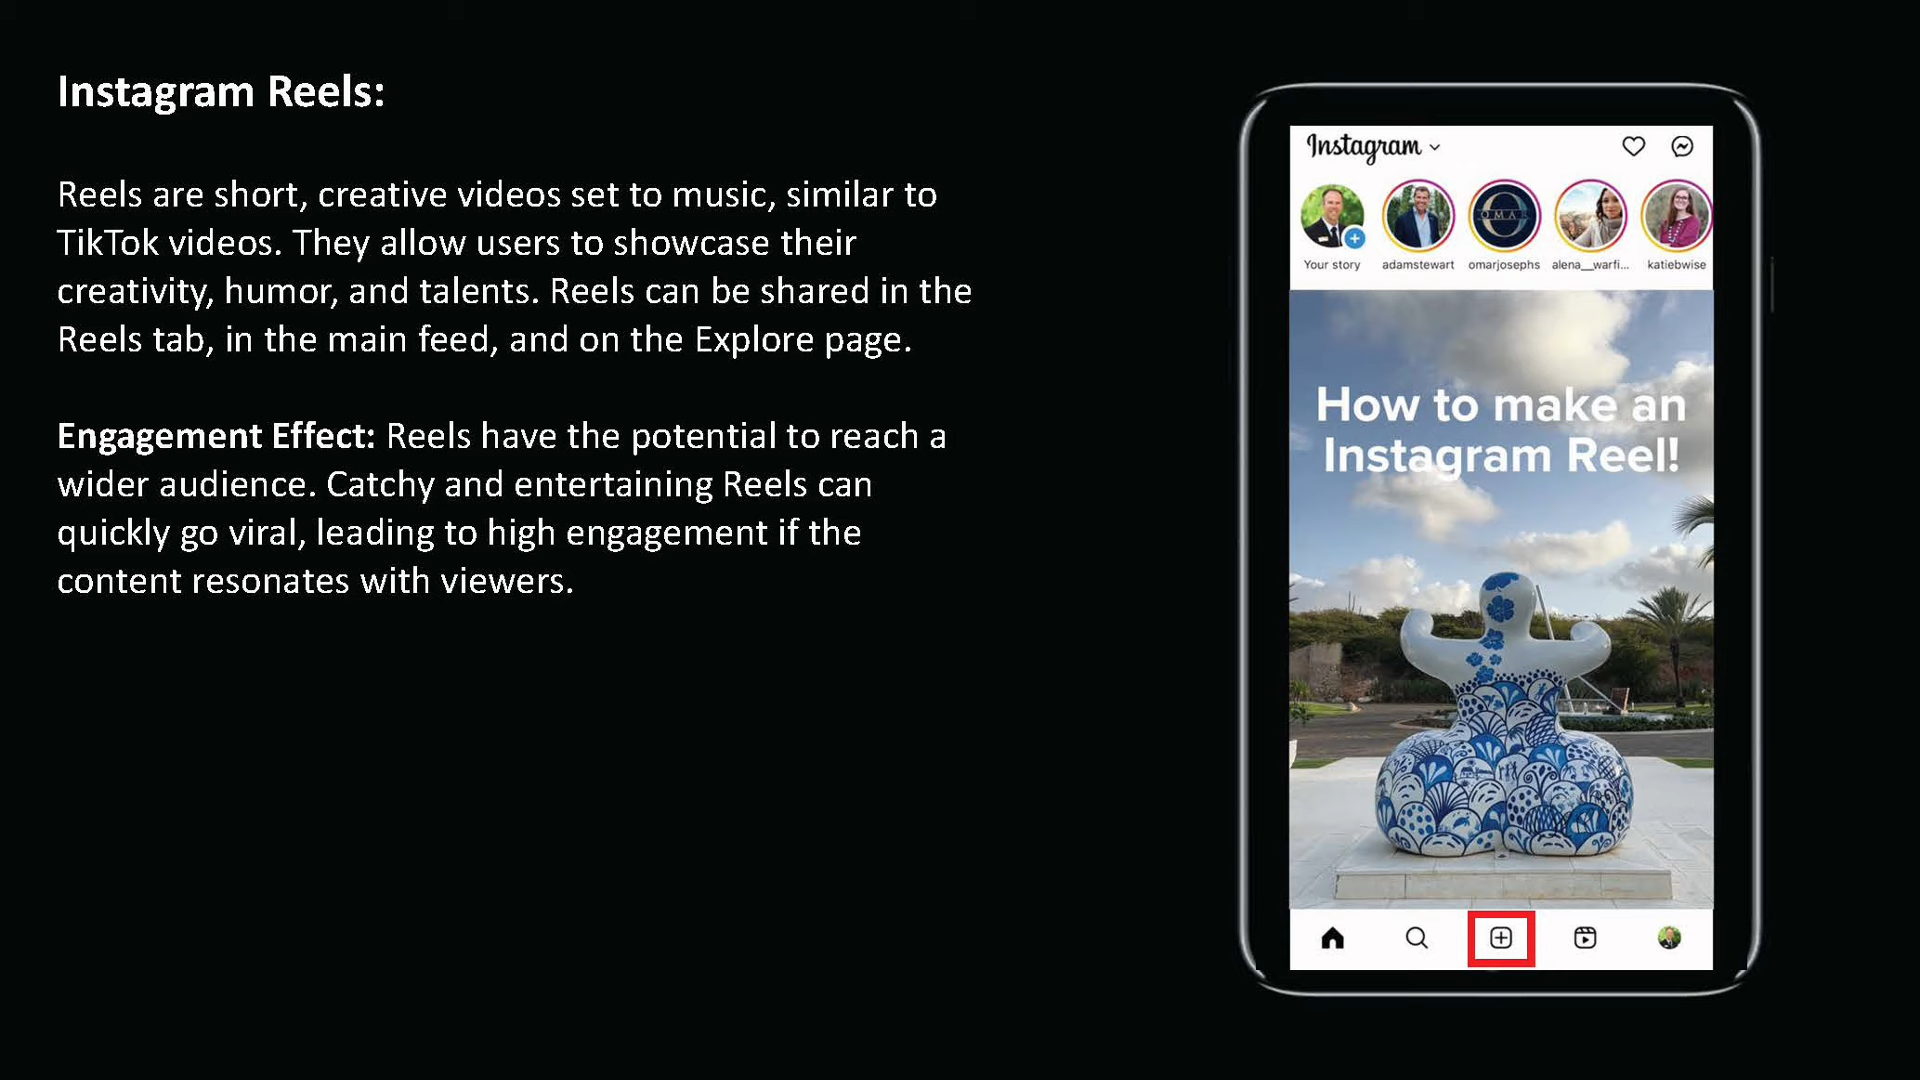 Instagram Reels:
Reels are short, creative videos set to music, similar to
TikTok videos. They allow users to showcase their
creativity, humor, and talents. Reels can be shared in the
Reels tab, in the main feed, and on the Explore page.
Engagement Effect: Reels have the potential to reach a
wider audience. Catchy and entertaining Reels can
quickly go viral, leading to high engagement if the
content resonates with viewers.
Instagram
OMAR
Your story adamstewart omarjosephs alena__warfi... katiebwise
How to make an
Instagram Reel!